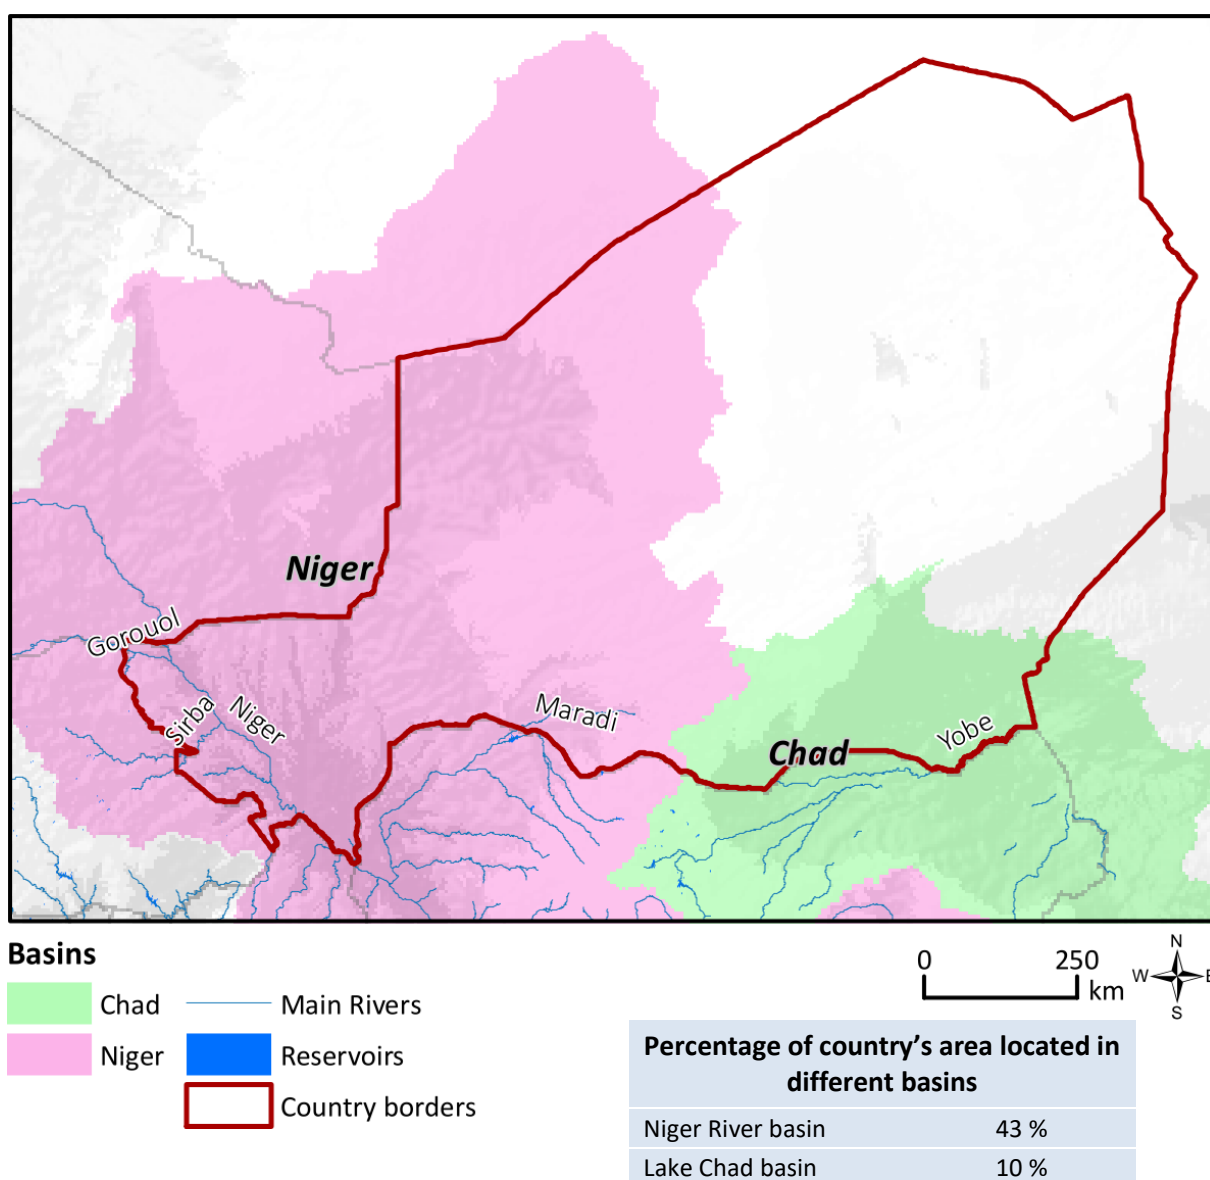 Niger
Gorouol
Sirba
Niger
Maradi
Chad
Yobe
Basins
Chad
Niger
Main Rivers
Reservoirs
Country borders
0 250
km
N
W E
S
Percentage of country’s area located in
different basins
Niger River basin 43 %
Lake Chad basin 10 %